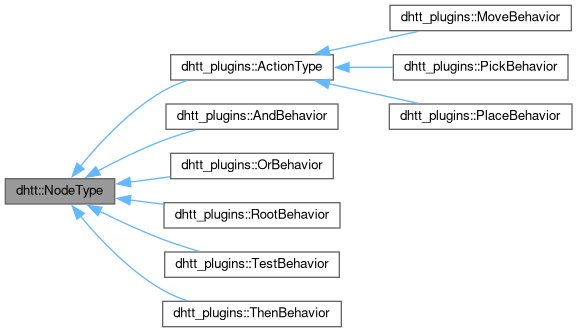 dhtt_plugins::MoveBehavior
dhtt_plugins::ActionType
dhtt_plugins::PickBehavior
dhtt_plugins::PlaceBehavior
dhtt_plugins::AndBehavior
dhtt_plugins::OrBehavior
dhtt::NodeType
dhtt_plugins::RootBehavior
dhtt_plugins::TestBehavior
dhtt_plugins::ThenBehavior